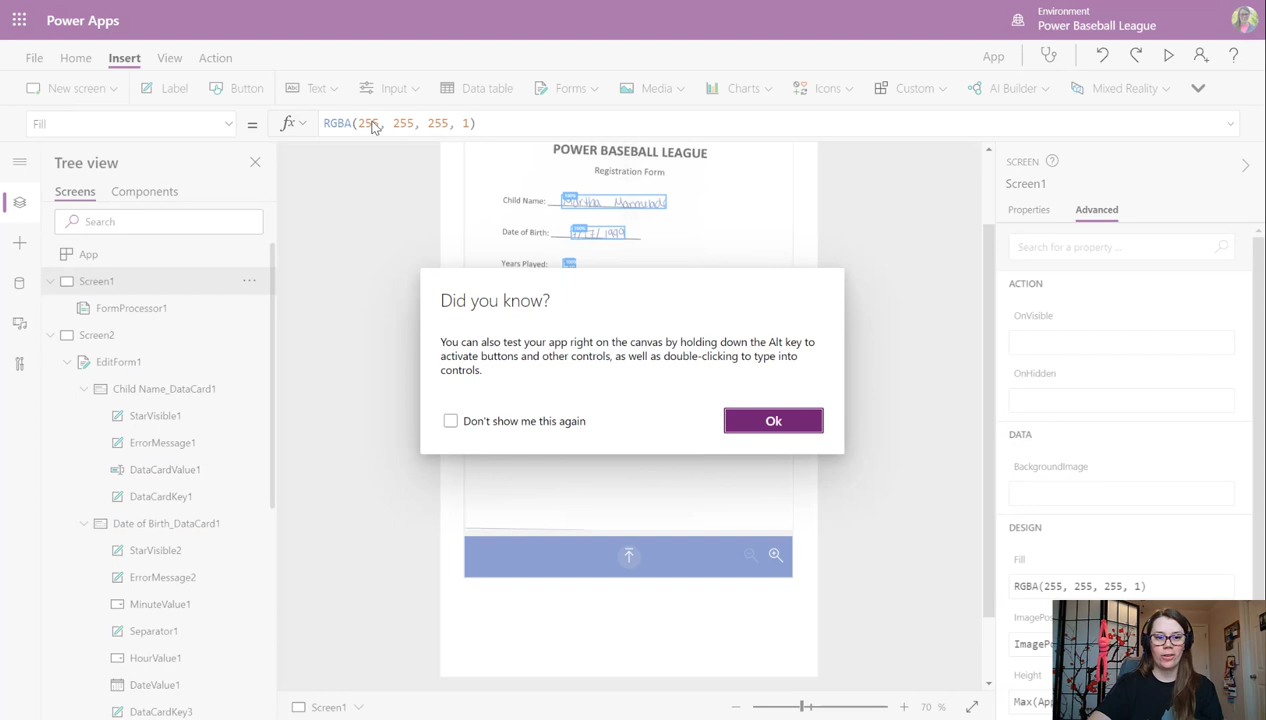 Power Apps
Environment
Power Baseball League
File Home Insert View Action
App
New screen Label Button Text Input Data table Forms Media Charts Icons Custom AI Builder Mixed Reality
Fill = fx RGBA(255, 255, 255, 1)
Tree view
Screens Components
Search
App
Screen1
FormProcessor1
Screen2
EditForm1
Child Name_DataCard1
StarVisible1
ErrorMessage1
DataCardValue1
DataCardKey1
Date of Birth_DataCard1
StarVisible2
ErrorMessage2
MinuteValue1
Separator1
HourValue1
DateValue1
DataCardKey3
POWER BASEBALL LEAGUE
Registration Form
Child Name: Martha
Date of Birth:
Years Played:
Did you know?
You can also test your app right on the canvas by holding down the Alt key to
activate buttons and other controls, as well as double-clicking to type into
controls.
Don't show me this again
Ok
Screen1
70 %
SCREEN
Screen1
Properties Advanced
Search for a property ...
ACTION
OnVisible
OnHidden
DATA
BackgroundImage
DESIGN
Fill
RGBA(255, 255, 255, 1)
ImagePos
ImagePo
Height
Max(App